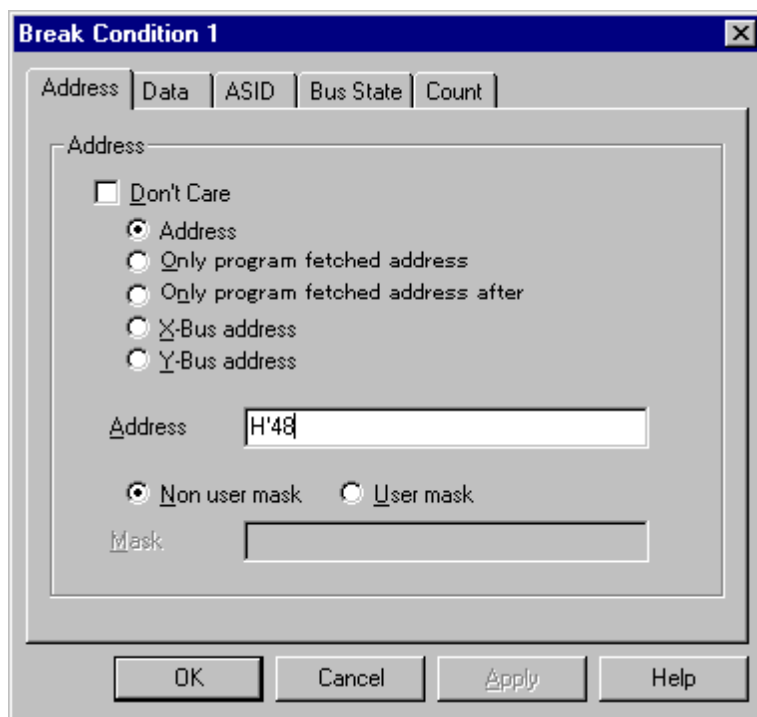 Break Condition 1
Address Data ASID Bus State Count
Address
Don't Care
Address
Only program fetched address
Only program fetched address after
X-Bus address
Y-Bus address
Address H'48
Non user mask User mask
Mask
OK Cancel Apply Help